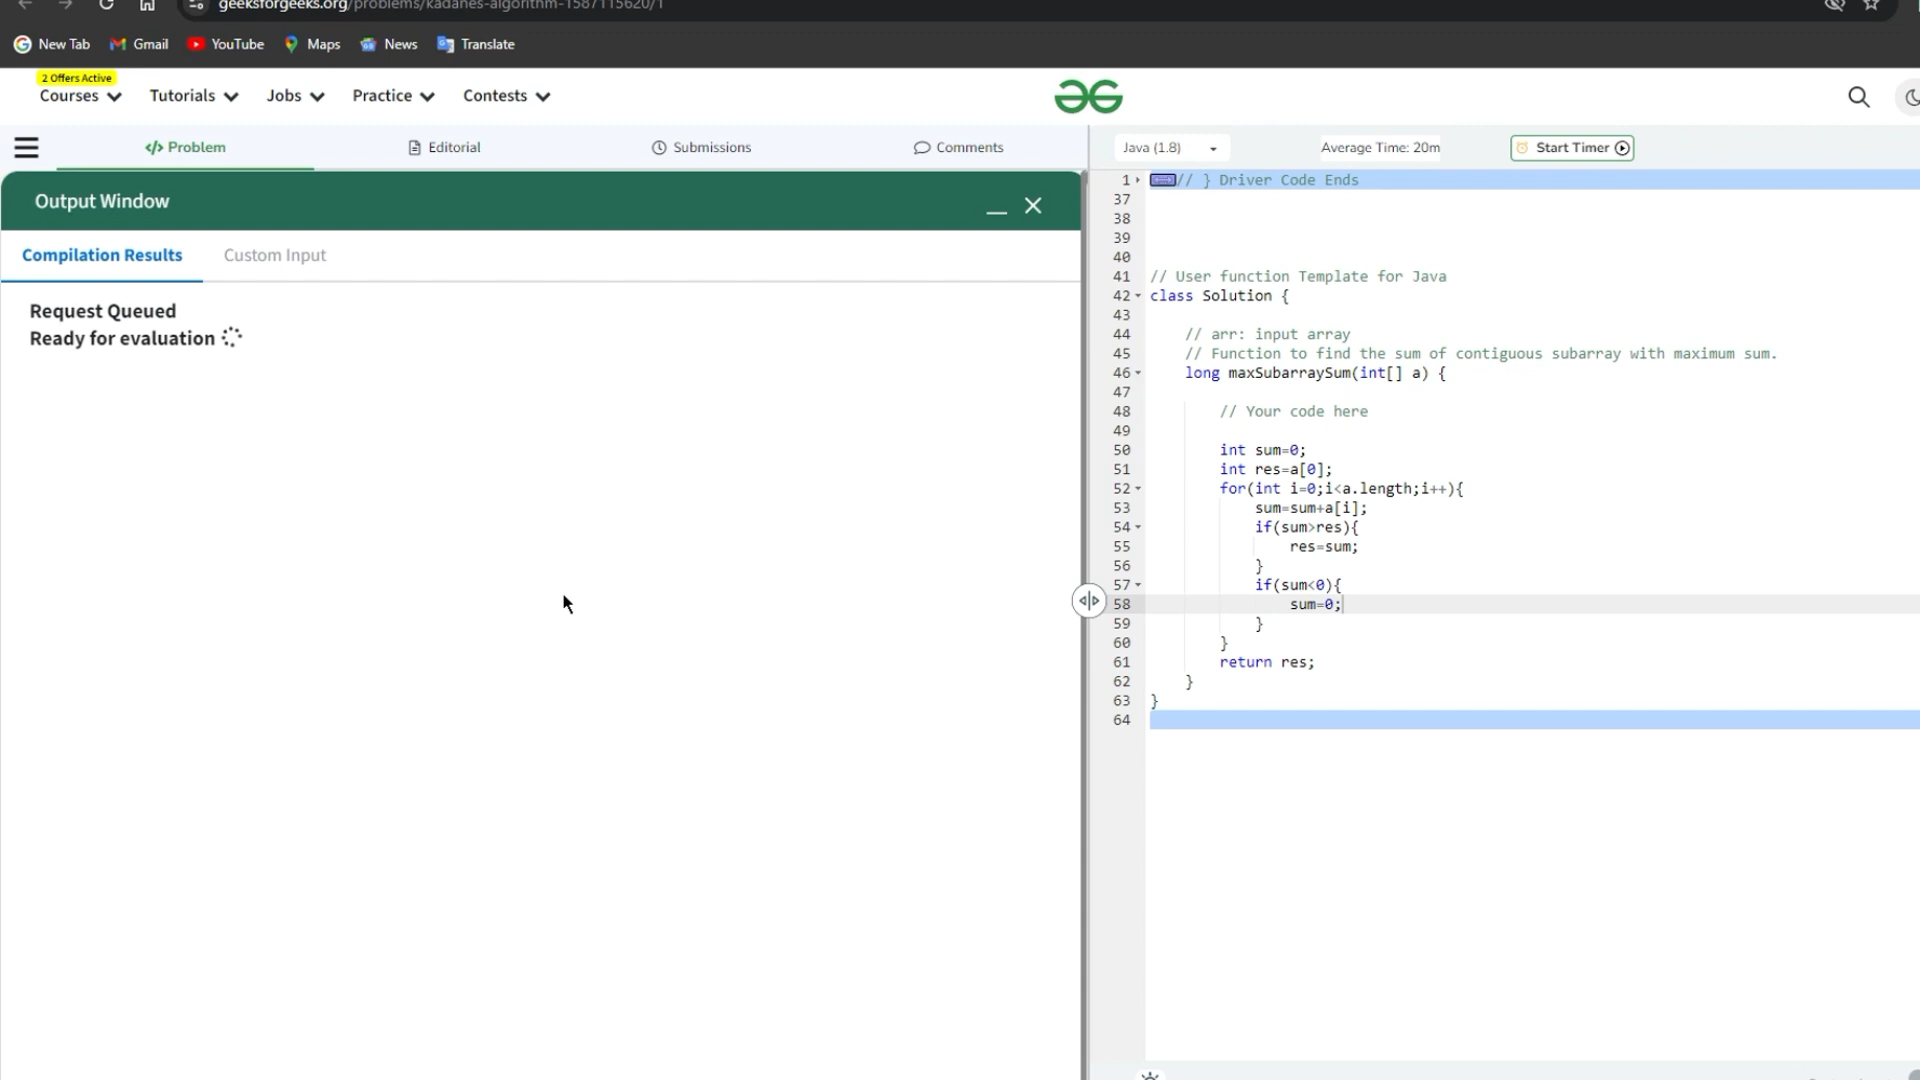 geeksforgeeks.org/problems/kadanes-algorithm-1587115620/1
New Tab Gmail YouTube Maps News Translate
2 Offers Active
Courses Tutorials Jobs Practice Contests
</> Problem Editorial Submissions Comments
Output Window
Compilation Results Custom Input
Request Queued
Ready for evaluation
Java (1.8) Average Time: 20m Start Timer
1 // } Driver Code Ends
37
38
39
40
41 // User function Template for Java
42 class Solution {
43
44 // arr: input array
45 // Function to find the sum of contiguous subarray with maximum sum.
46 long maxSubarraySum(int[] a) {
47
48 // Your code here
49
50 int sum=0;
51 int res=a[0];
52 for(int i=0;i<a.length;i++){
53 sum=sum+a[i];
54 if(sum>res){
55 res=sum;
56 }
57 if(sum<0){
58 sum=0;
59 }
60 }
61 return res;
62 }
63 }
64